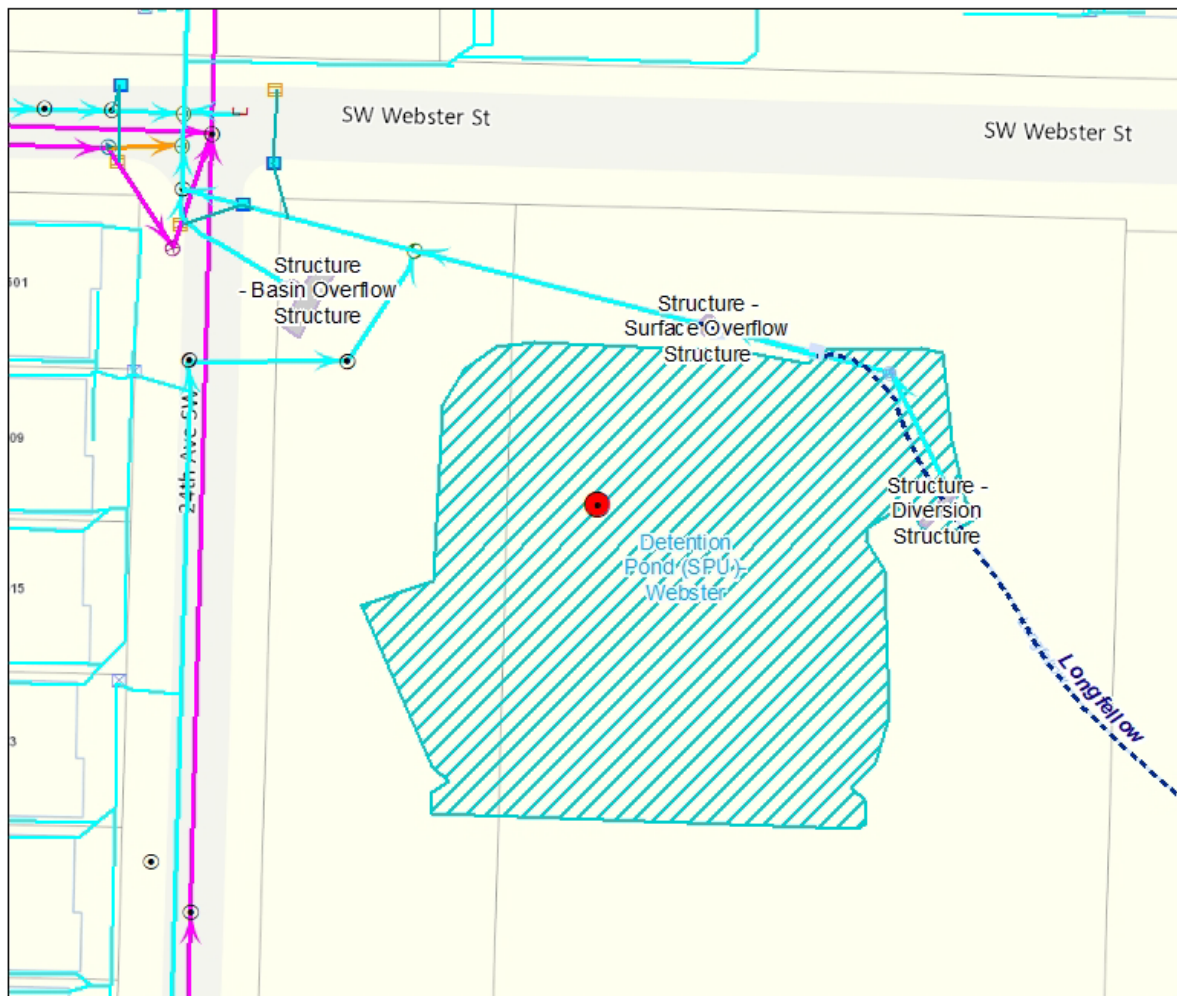 SW Webster St
SW Webster St
Structure
- Basin Overflow
Structure
501
Structure -
Surface Overflow
Structure
24th Ave SW
09
Structure -
Diversion
Structure
Detention
Pond (SPU)-
Webster
15
Longfellow
3